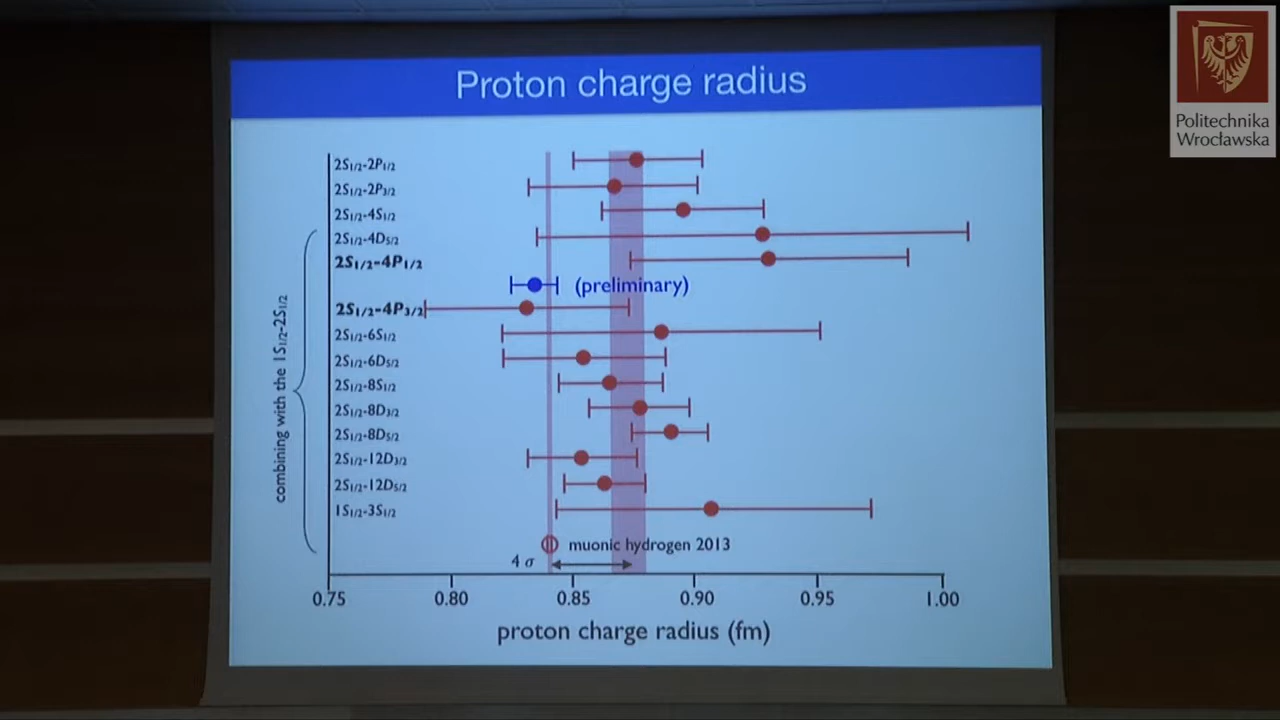 Proton charge radius
Politechnika
Wrocławska
2S1/2-2P1/2
2S1/2-2P3/2
2S1/2-4S1/2
2S1/2-4D5/2
2S1/2-4P1/2
(preliminary)
2S1/2-4P3/2
2S1/2-6S1/2
2S1/2-6D5/2
2S1/2-8S1/2
2S1/2-8D3/2
2S1/2-8D5/2
2S1/2-12D3/2
2S1/2-12D5/2
1S1/2-3S1/2
combining with the 1S1/2-2S1/2
muonic hydrogen 2013
4 σ
0.75 0.80 0.85 0.90 0.95 1.00
proton charge radius (fm)